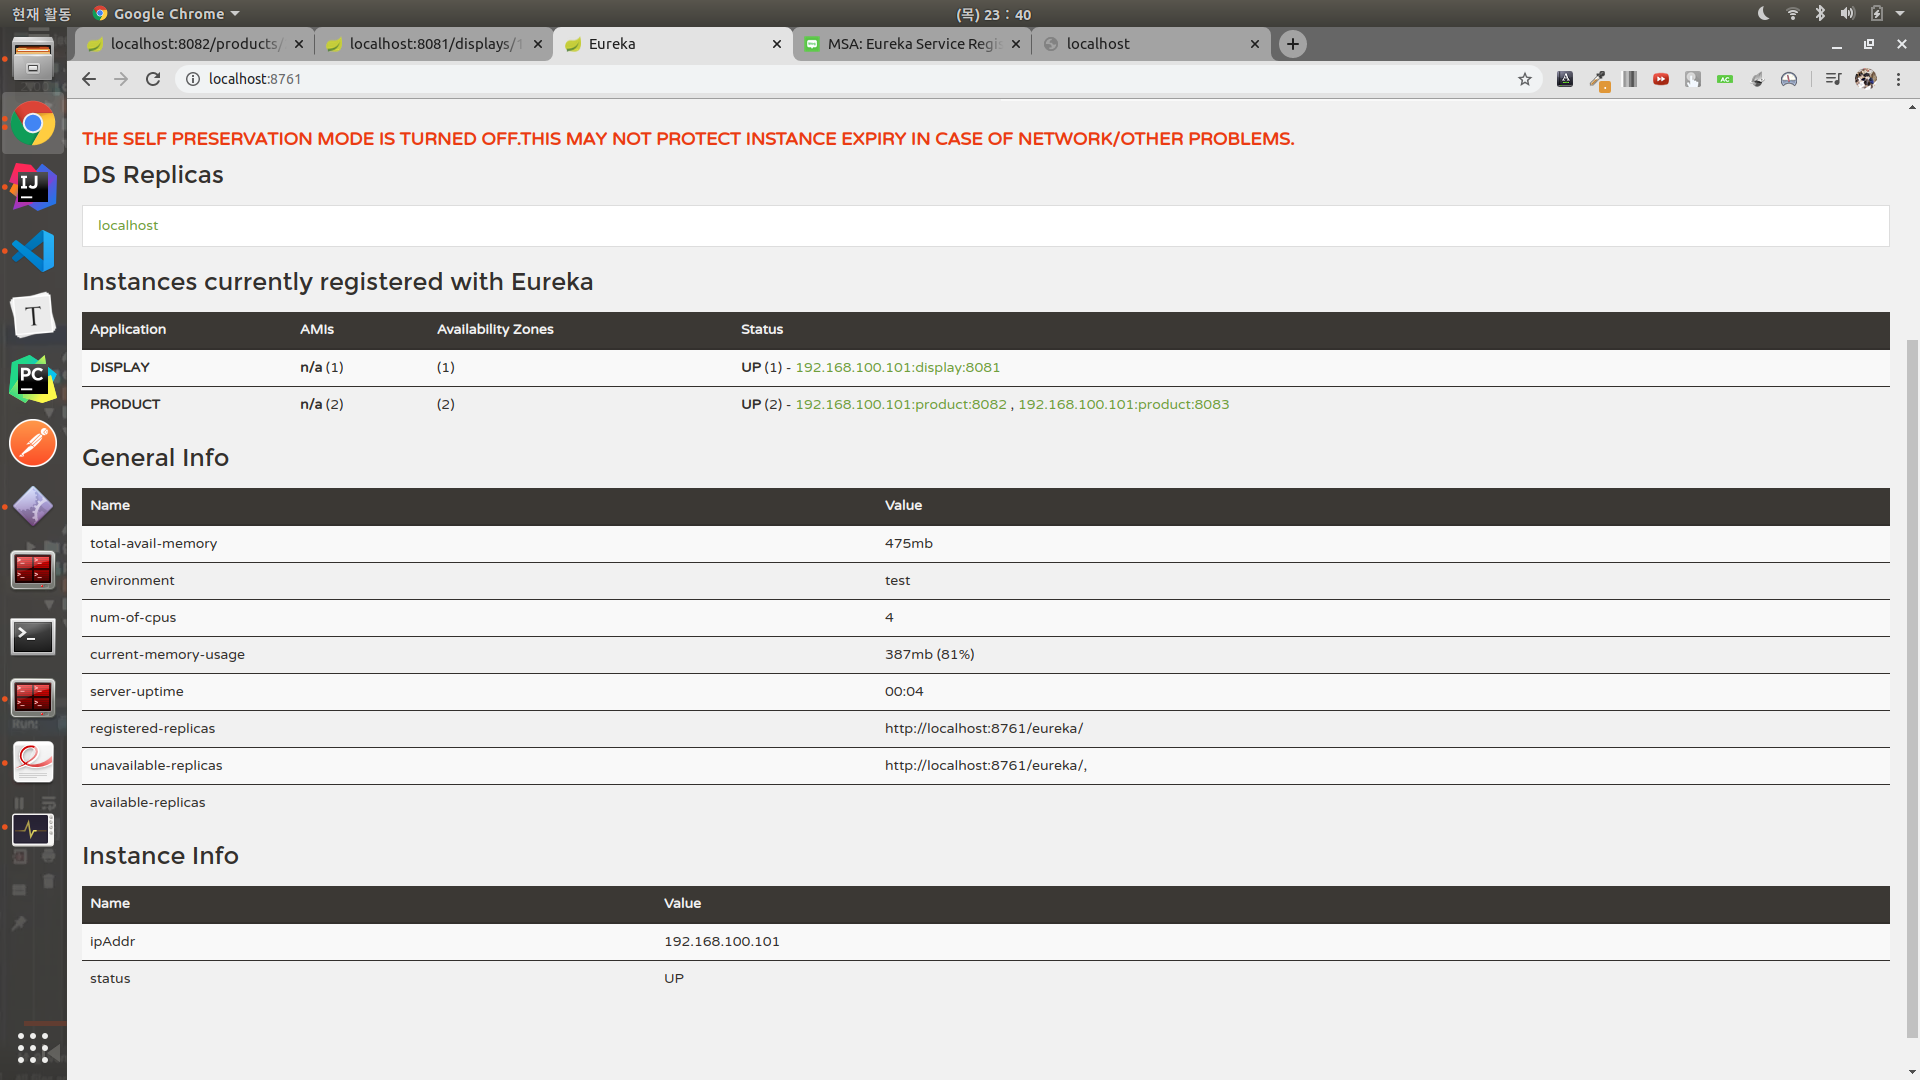 현재 활동
Google Chrome
(목) 23 : 40
localhost:8082/products/
localhost:8081/displays/1
Eureka
MSA: Eureka Service Regis
localhost
localhost:8761
THE SELF PRESERVATION MODE IS TURNED OFF.THIS MAY NOT PROTECT INSTANCE EXPIRY IN CASE OF NETWORK/OTHER PROBLEMS.
DS Replicas
localhost
Instances currently registered with Eureka
Application AMIs Availability Zones Status
DISPLAY n/a (1) (1) UP (1) - 192.168.100.101:display:8081
PRODUCT n/a (2) (2) UP (2) - 192.168.100.101:product:8082 , 192.168.100.101:product:8083
General Info
Name Value
total-avail-memory 475mb
environment test
num-of-cpus 4
current-memory-usage 387mb (81%)
server-uptime 00:04
registered-replicas http://localhost:8761/eureka/
unavailable-replicas http://localhost:8761/eureka/,
available-replicas
Instance Info
Name Value
ipAddr 192.168.100.101
status UP
IJ
T
PC
Run:
A
AC